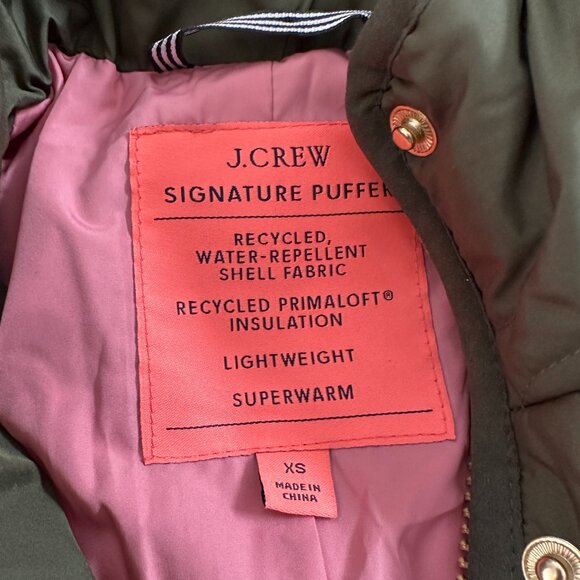 J.CREW
SIGNATURE PUFFER
RECYCLED,
WATER-REPELLENT
SHELL FABRIC
RECYCLED PRIMALOFT®
INSULATION
LIGHTWEIGHT
SUPERWARM
XS
MADE IN
CHINA